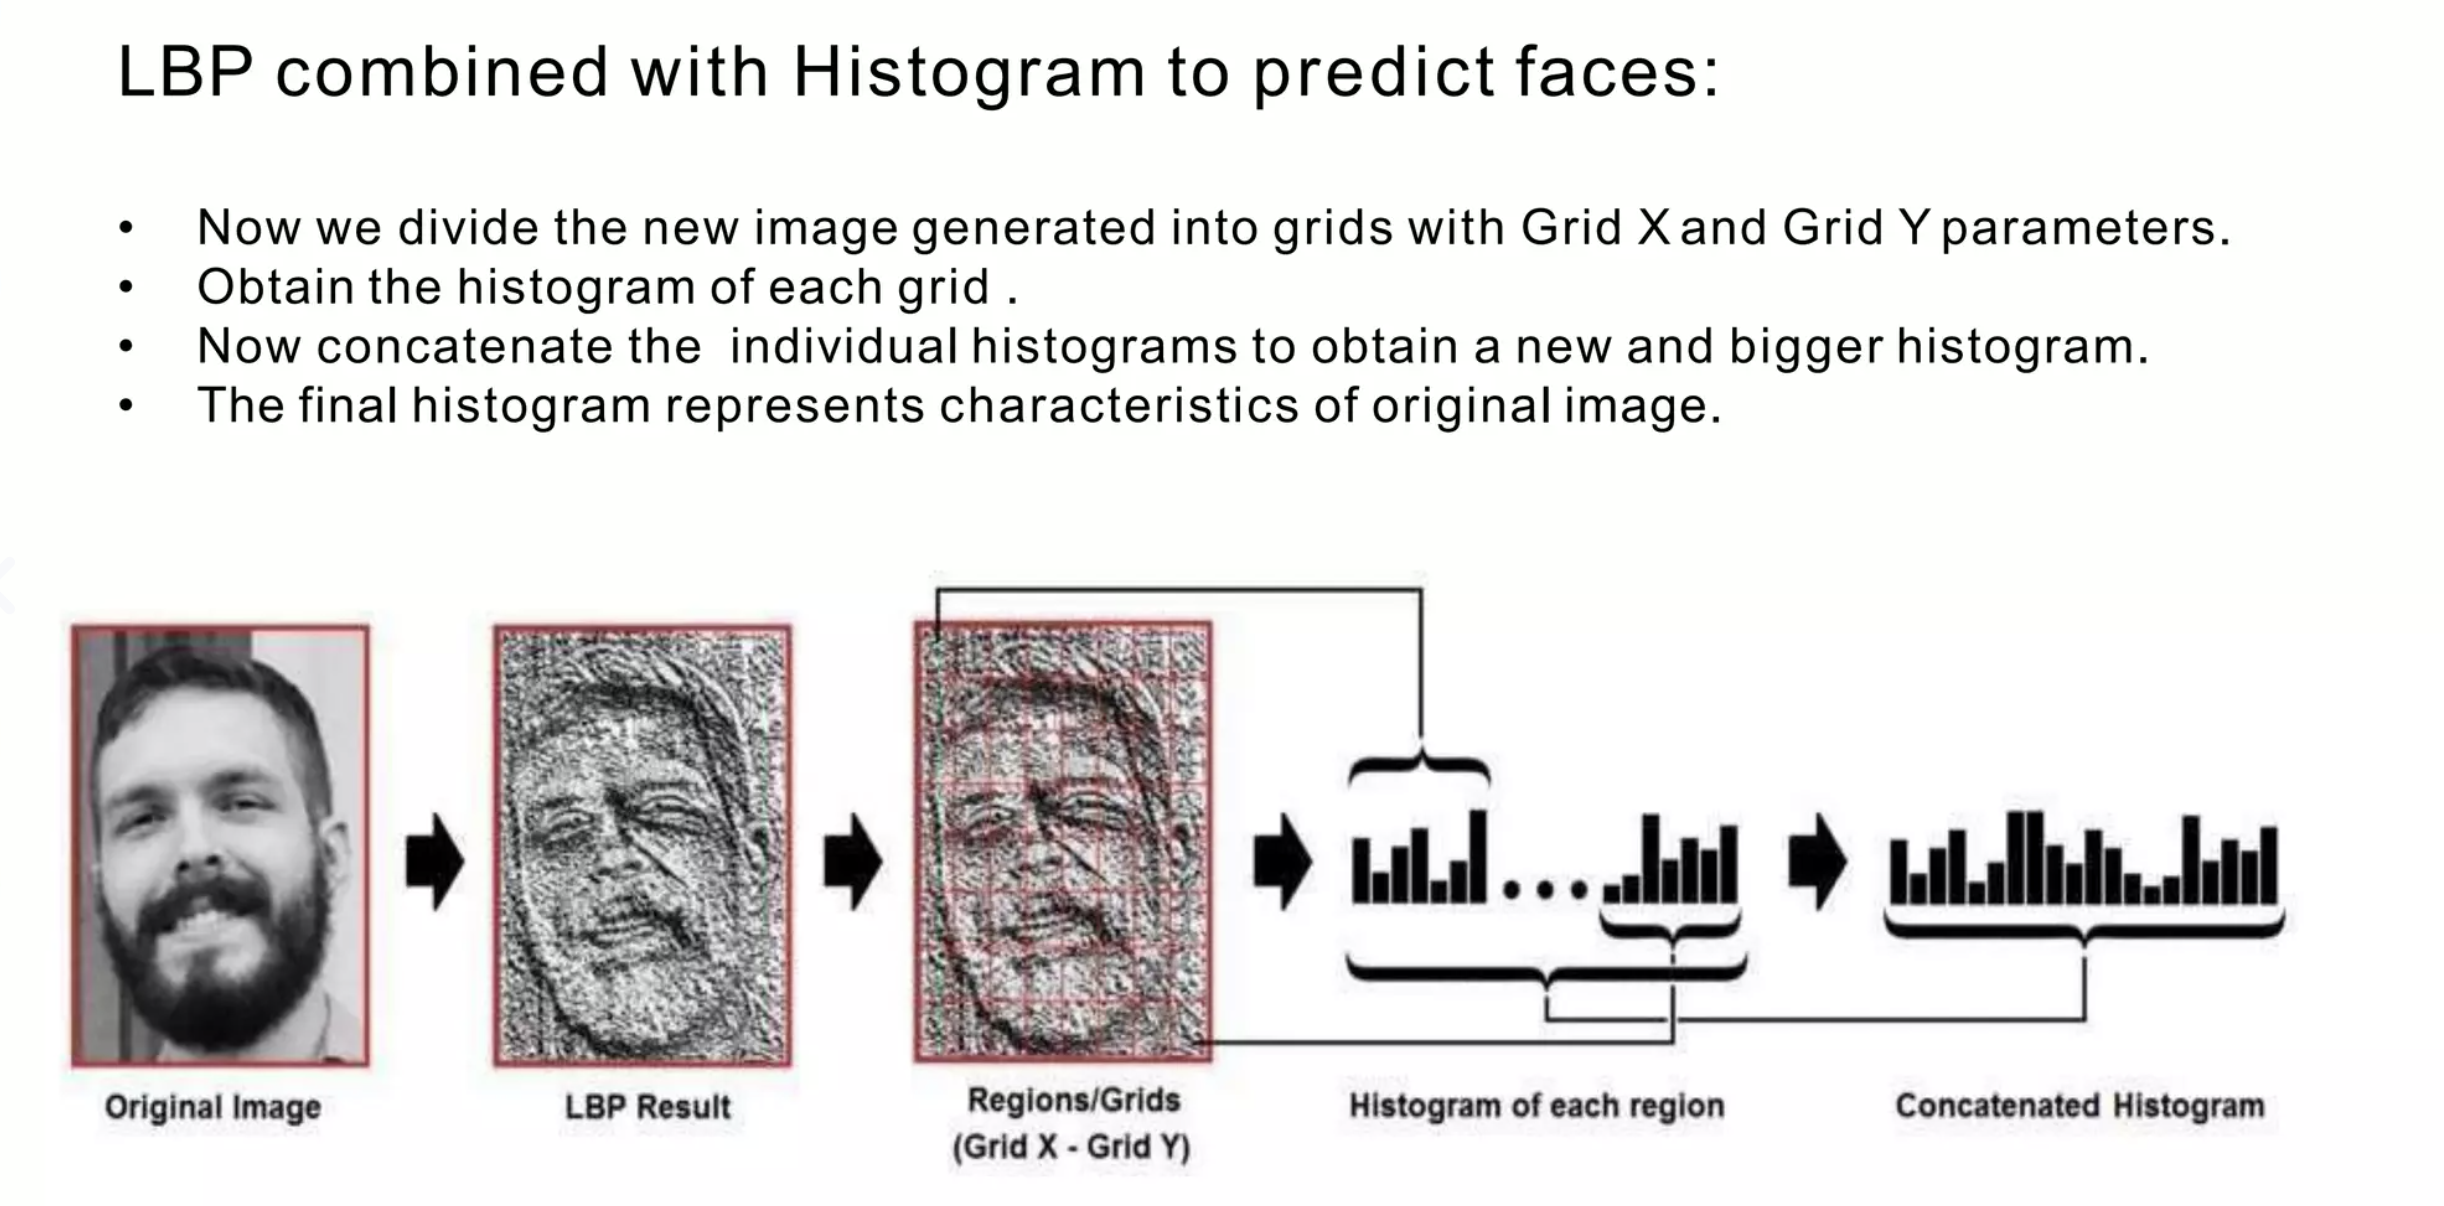 LBP combined with Histogram to predict faces:
• Now we divide the new image generated into grids with Grid X and Grid Y parameters.
• Obtain the histogram of each grid .
• Now concatenate the individual histograms to obtain a new and bigger histogram.
• The final histogram represents characteristics of original image.
Original Image
LBP Result
Regions/Grids
(Grid X - Grid Y)
Histogram of each region
Concatenated Histogram